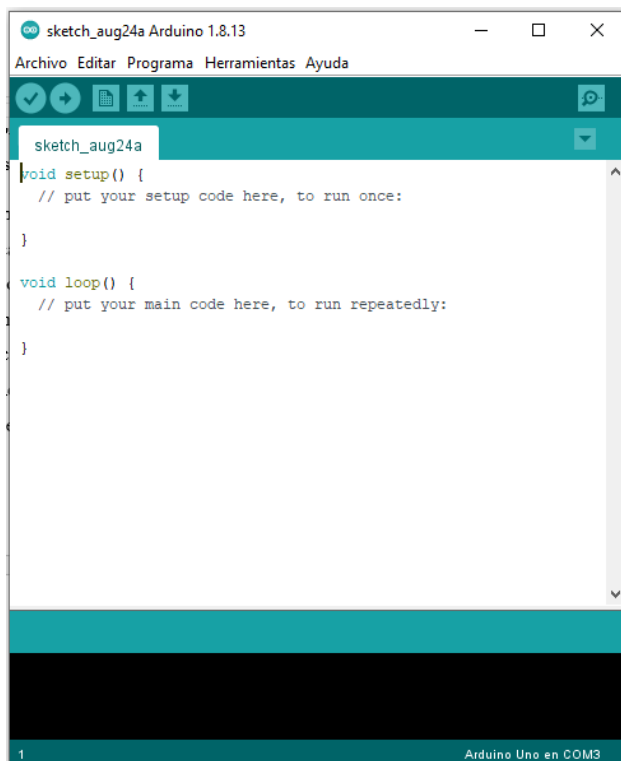 sketch_aug24a Arduino 1.8.13
Archivo Editar Programa Herramientas Ayuda
sketch_aug24a
void setup() {
// put your setup code here, to run once:
}
void loop() {
// put your main code here, to run repeatedly:
}
1 Arduino Uno en COM3